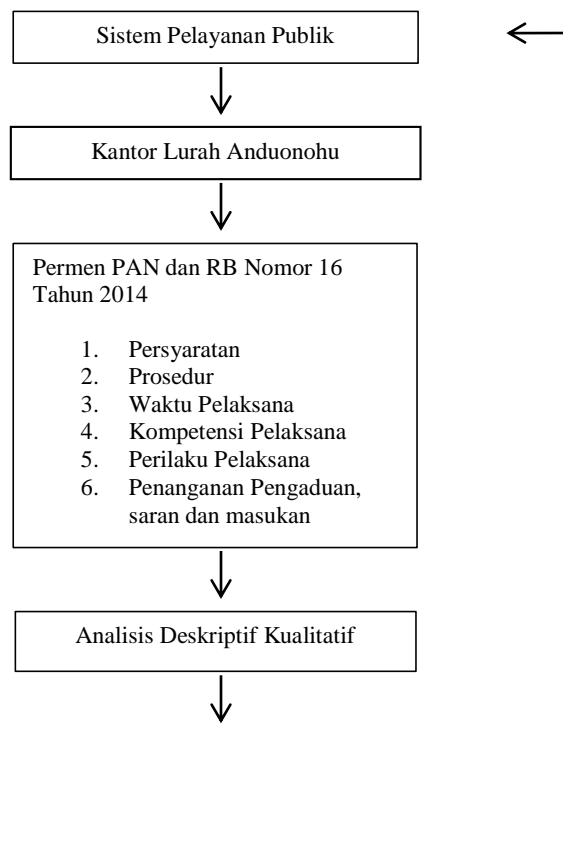 Sistem Pelayanan Publik
Kantor Lurah Anduonohu
Permen PAN dan RB Nomor 16
Tahun 2014
1. Persyaratan
2. Prosedur
3. Waktu Pelaksana
4. Kompetensi Pelaksana
5. Perilaku Pelaksana
6. Penanganan Pengaduan,
saran dan masukan
Analisis Deskriptif Kualitatif